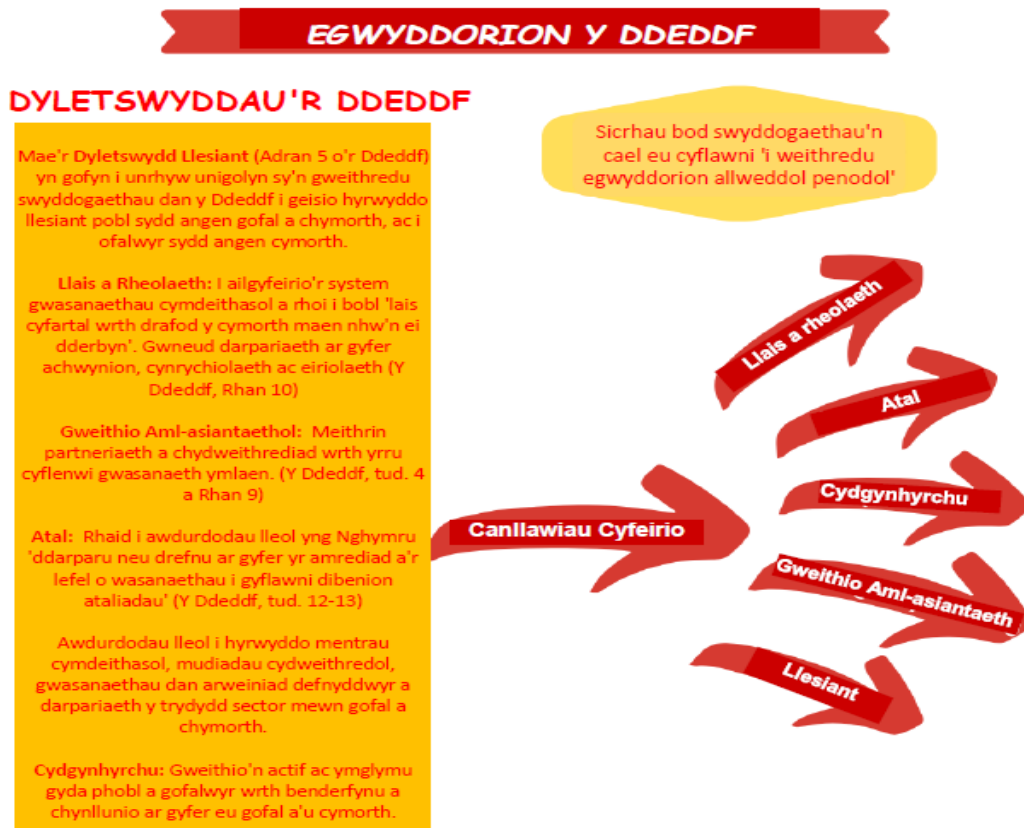 EGWYDDORION Y DDEDDF
DYLETSWYDDAU'R DDEDDF
Mae'r Dyletswydd Llesiant (Adran 5 o'r Ddeddf)
yn gofyn i unrhyw unigolyn sy'n gweithredu
swyddogaethau dan y Ddeddf i geisio hyrwyddo
llesiant pobl sydd angen gofal a chymorth, ac i
ofalwyr sydd angen cymorth.
Llais a Rheolaeth: I ailgyfeirio'r system
gwasanaethau cymdeithasol a rhoi i bobl 'lais
cyfartal wrth drafod y cymorth maen nhw'n ei
dderbyn'. Gwneud darpariaeth ar gyfer
achwynion, cynrychiolaeth ac eiriolaeth (Y
Ddeddf, Rhan 10)
Gweithio Aml-asiantaethol: Meithrin
partneriaeth a chydweithrediad wrth yrru
cyflenwi gwasanaeth ymlaen. (Y Ddeddf, tud. 4
a Rhan 9)
Atal: Rhaid i awdurdodau lleol yng Nghymru
'ddarparu neu drefnu ar gyfer yr amrediad a'r
lefel o wasanaethau i gyflawni dibenion
ataliadau' (Y Ddeddf, tud. 12-13)
Awdurdodau lleol i hyrwyddo mentrau
cymdeithasol, mudiadau cydweithredol,
gwasanaethau dan arweiniad defnyddwyr a
darpariaeth y trydydd sector mewn gofal a
chymorth.
Cydgynhyrchu: Gweithio'n actif ac ymglymu
gyda phobl a gofalwyr wrth benderfynu a
chynllunio ar gyfer eu gofal a'u cymorth.
Sicrhau bod swyddogaethau'n
cael eu cyflawni 'i weithredu
egwyddorion allweddol penodol'
Canllawiau Cyfeirio
Llais a rheolaeth
Atal
Cydgynhyrchu
Gweithio Aml-asiantaeth
Llesiant